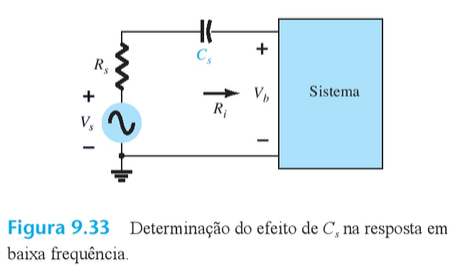 C_s
+
R_s
+
V_s
−
R_i
V_b
Sistema
−
Figura 9.33 Determinação do efeito de C_s na resposta em
baixa frequência.